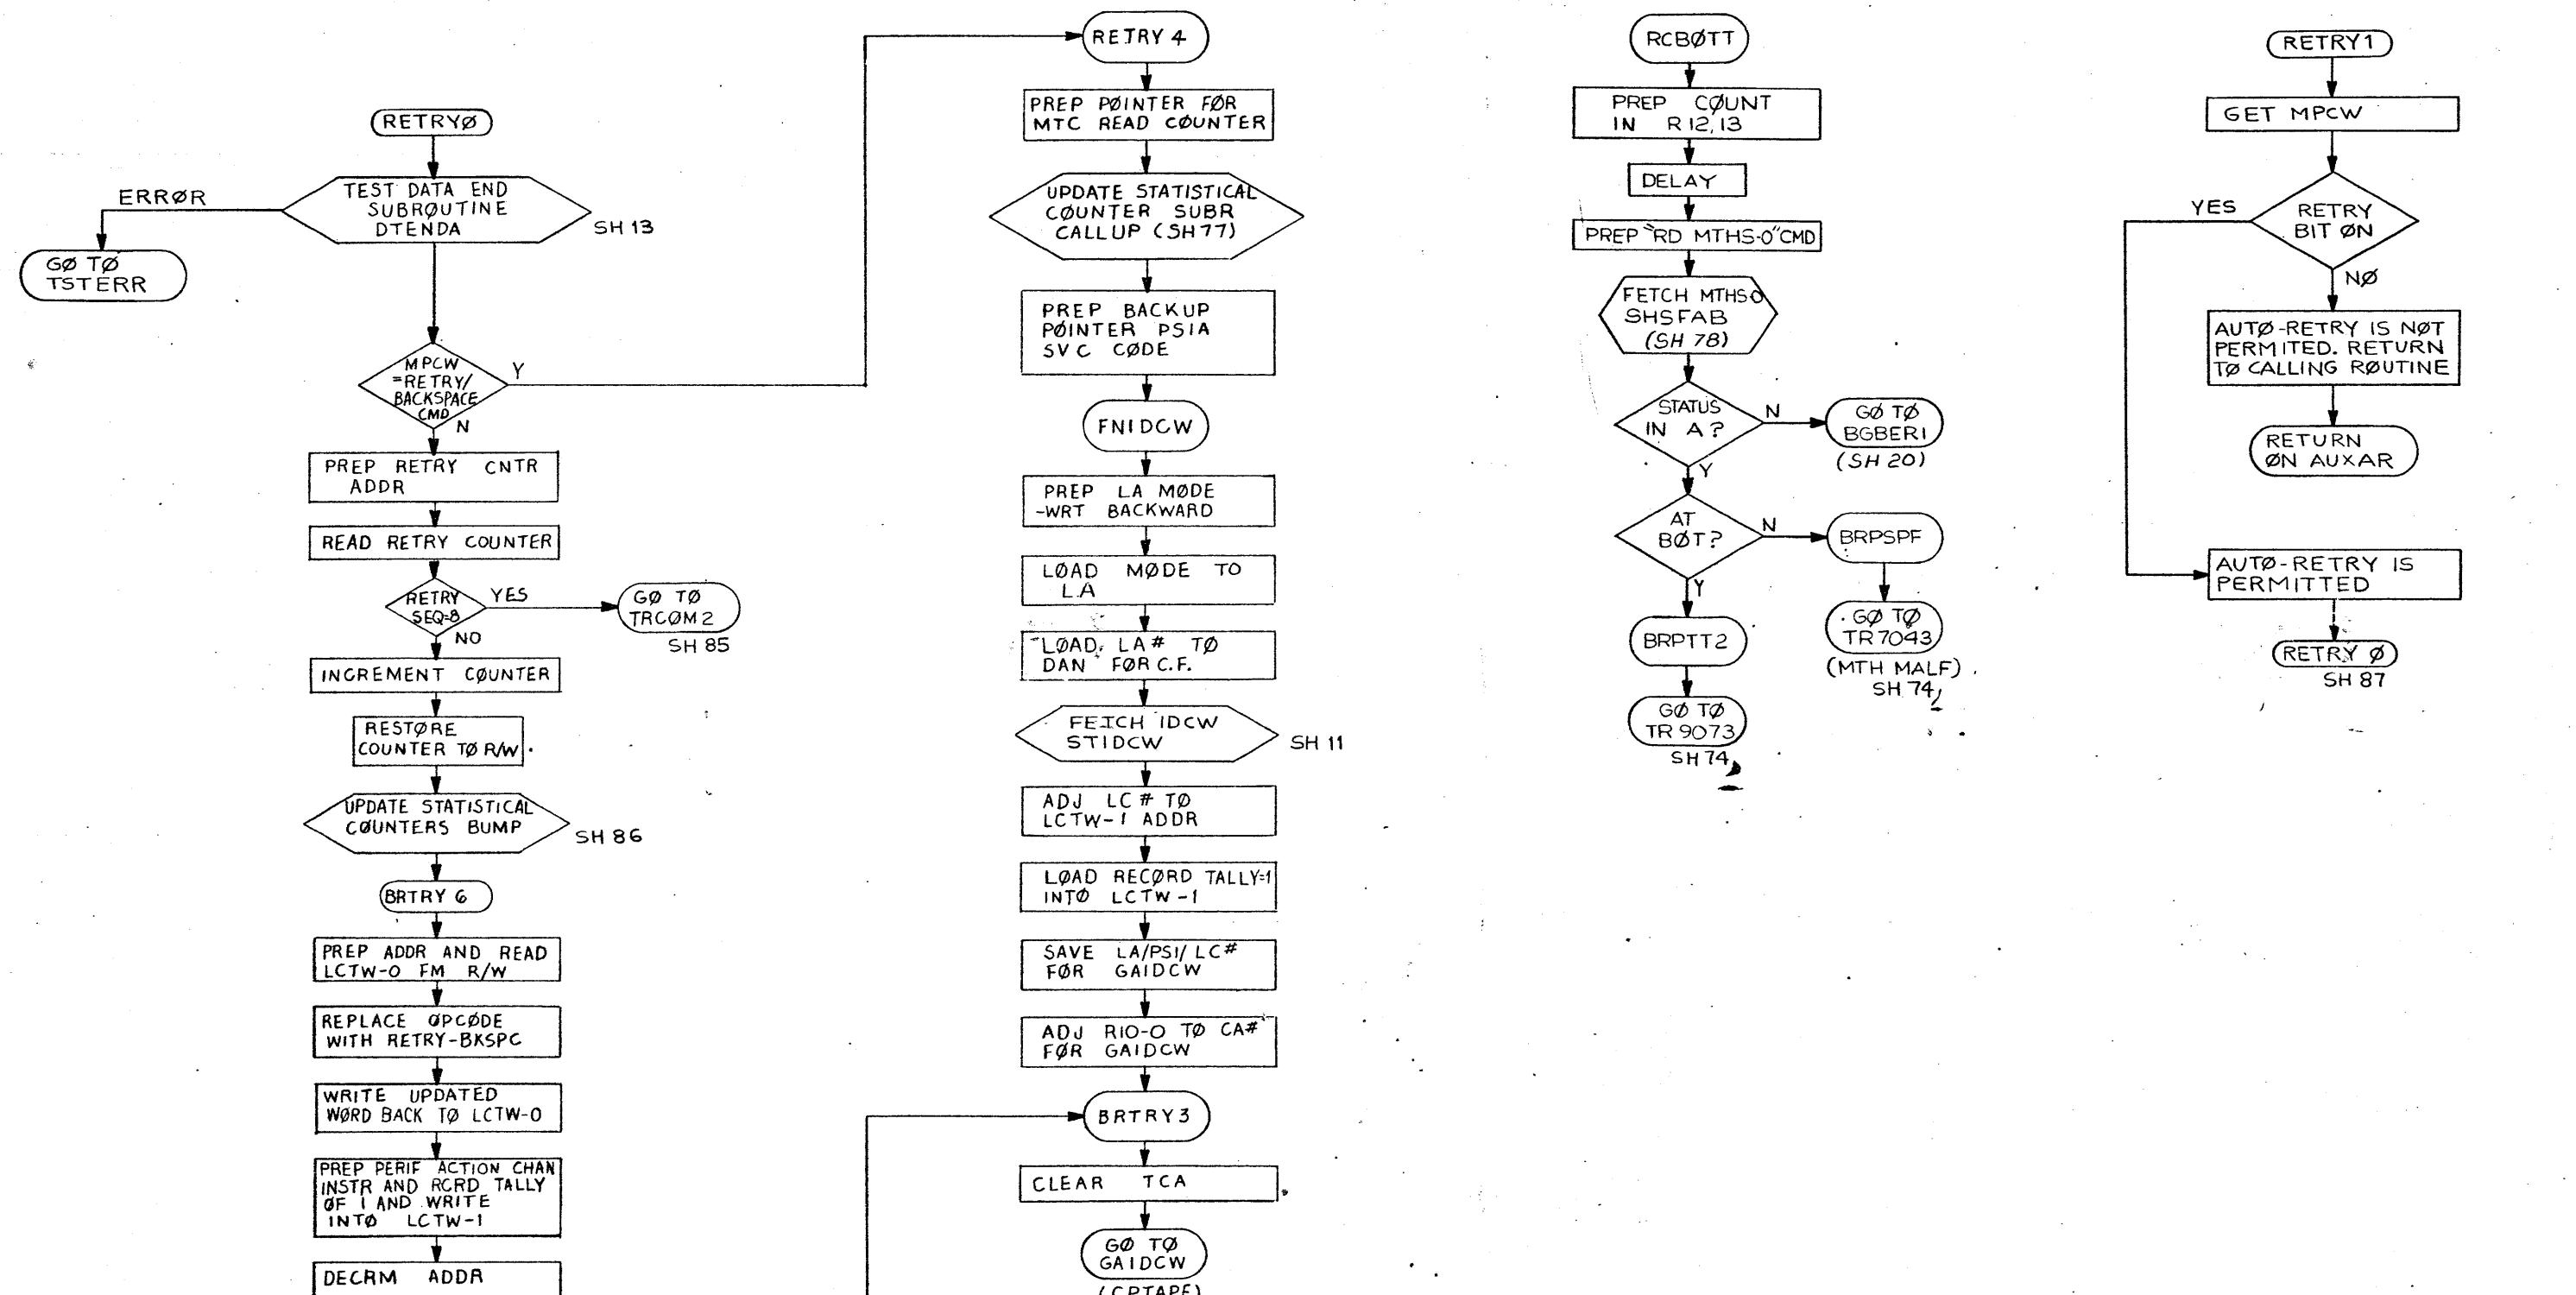 RETRYØ
TEST DATA END
SUBRØUTINE
DTENDA
SH 13
ERRØR
GØ TØ
TSTERR
MPCW
=RETRY/
BACKSPACE
CMD
Y
N
PREP RETRY CNTR
ADDR
READ RETRY COUNTER
RETRY
SEQ=8
YES
GØ TØ
TRCØM2
SH 85
NO
INCREMENT CØUNTER
RESTØRE
COUNTER TØ R/W
UPDATE STATISTICAL
CØUNTERS BUMP
SH 86
BRTRY 6
PREP ADDR AND READ
LCTW-0 FM R/W
REPLACE ØPCØDE
WITH RETRY-BKSPC
WRITE UPDATED
WØRD BACK TØ LCTW-0
PREP PERIF ACTION CHAN
INSTR AND RCRD TALLY
ØF 1 AND WRITE
INTØ LCTW-1
DECRM ADDR
RETRY 4
PREP PØINTER FØR
MTC READ CØUNTER
UPDATE STATISTICAL
CØUNTER SUBR
CALLUP (SH77)
PREP BACKUP
PØINTER PSIA
SVC CØDE
FNIDCW
PREP LA MØDE
-WRT BACKWARD
LØAD MØDE TO
LA
LØAD LA# TØ
DAN FØR C.F.
FETCH IDCW
STIDCW
SH 11
ADJ LC# TØ
LCTW-1 ADDR
LØAD RECØRD TALLY=1
INTØ LCTW-1
SAVE LA/PSI/LC#
FØR GAIDCW
ADJ RIO-O TØ CA#
FØR GAIDCW
BRTRY3
CLEAR TCA
GØ TØ
GAIDCW
(CPTAPE)
RCBØTT
PREP CØUNT
IN R12,13
DELAY
PREP "RD MTHS-0" CMD
FETCH MTHS-0
SHSFAB
(SH 78)
STATUS
IN A?
N
GØ TØ
BGBER1
(SH 20)
Y
AT
BØT?
N
BRPSPF
GØ TØ
TR7043
(MTH MALF)
SH 74
Y
BRPTT2
GØ TØ
TR9073
SH 74
RETRY1
GET MPCW
RETRY
BIT ØN
YES
NØ
AUTØ-RETRY IS NØT
PERMITED. RETURN
TØ CALLING RØUTINE
RETURN
ØN AUXAR
AUTØ-RETRY IS
PERMITTED
RETRY Ø
SH 87